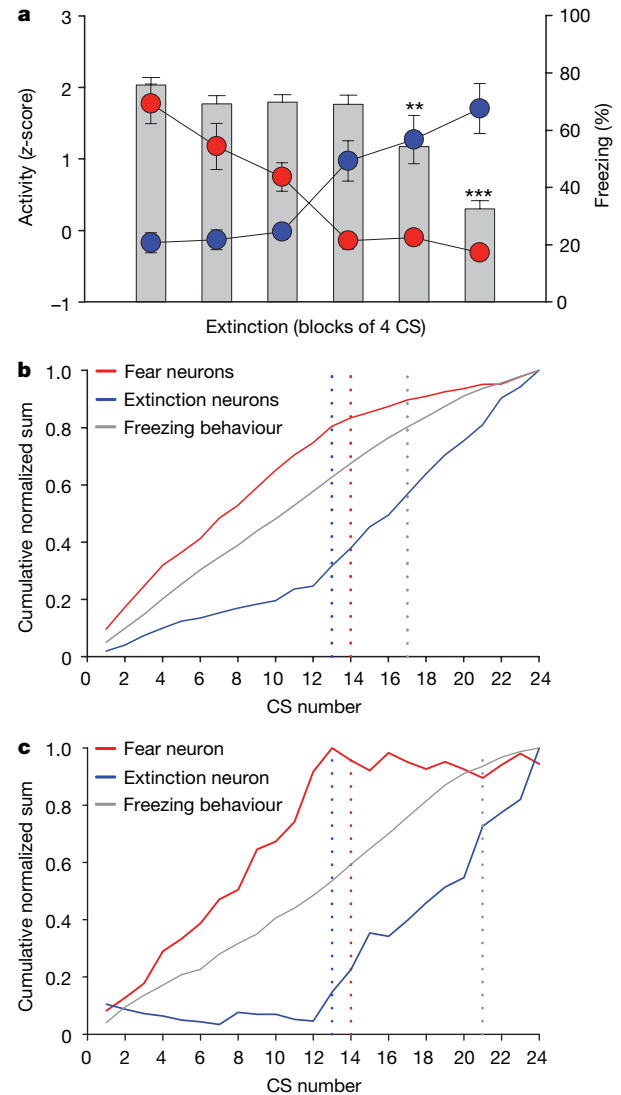 a
3
2
1
0
–1
Activity (z-score)
100
80
60
40
20
0
Freezing (%)
**
***
Extinction (blocks of 4 CS)
b
1.0
0.8
0.6
0.4
0.2
0
Cumulative normalized sum
Fear neurons
Extinction neurons
Freezing behaviour
0 2 4 6 8 10 12 14 16 18 20 22 24
CS number
c
1.0
0.8
0.6
0.4
0.2
0
Cumulative normalized sum
Fear neuron
Extinction neuron
Freezing behaviour
0 2 4 6 8 10 12 14 16 18 20 22 24
CS number